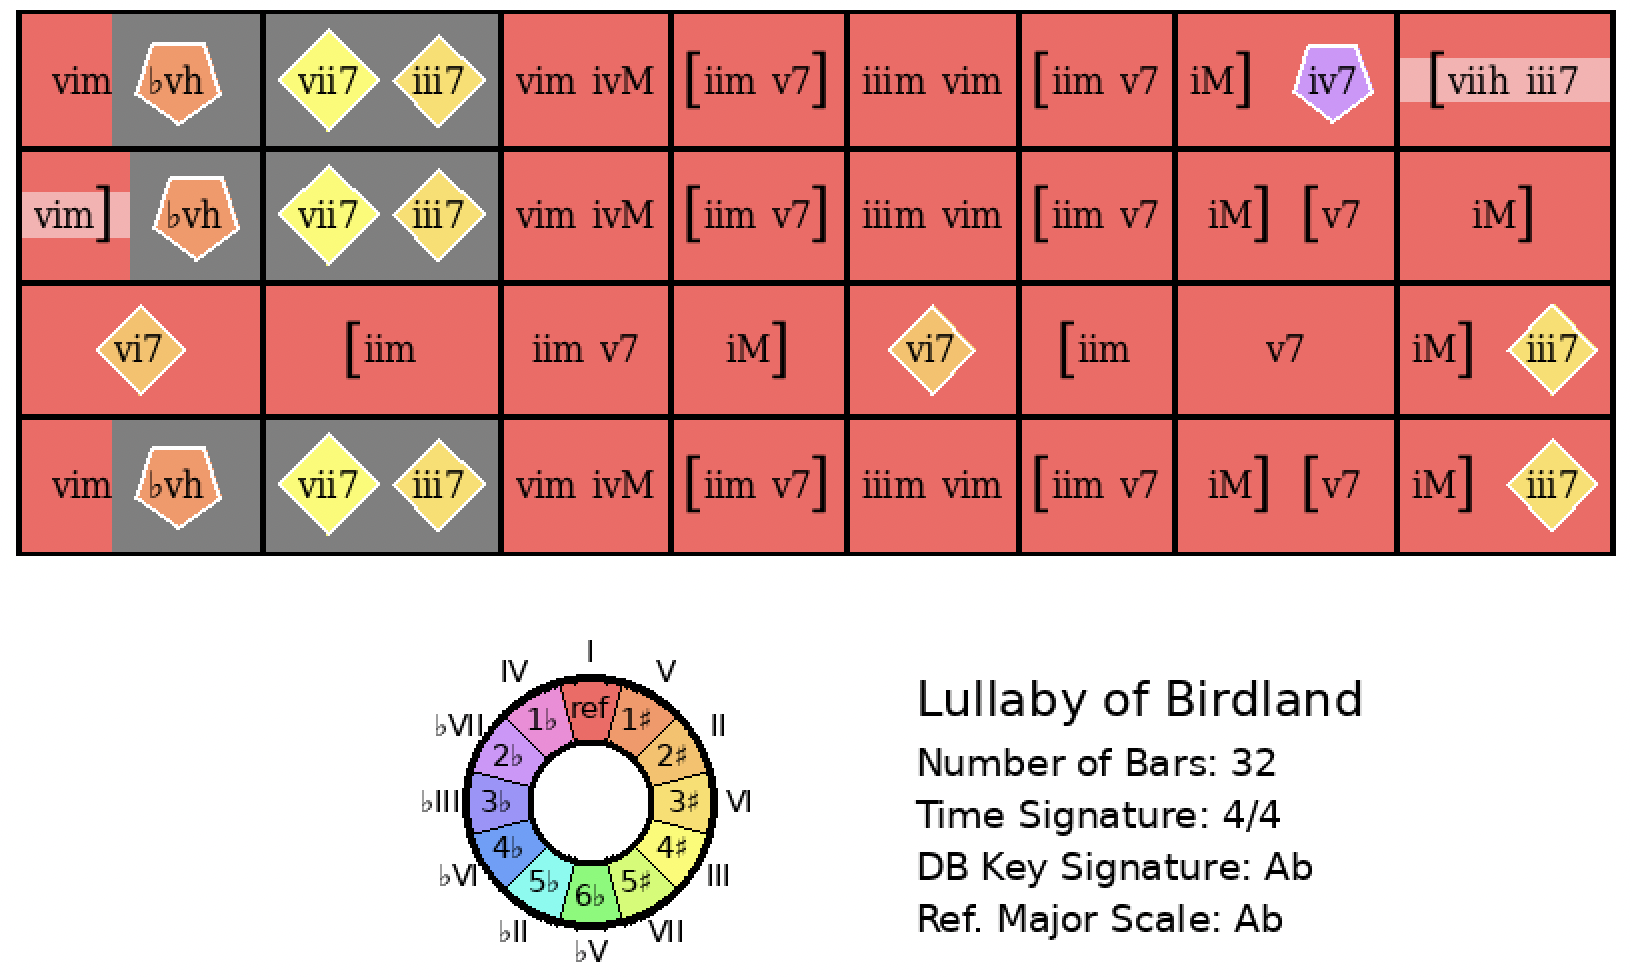 vim ♭vh vii7 iii7 vim ivM [iim v7] iiim vim [iim v7 iM] iv7 [viih iii7
vim] ♭vh vii7 iii7 vim ivM [iim v7] iiim vim [iim v7 iM] [v7 iM]
vi7 [iim iim v7 iM] vi7 [iim v7 iM] iii7
vim ♭vh vii7 iii7 vim ivM [iim v7] iiim vim [iim v7 iM] [v7 iM] iii7
I
IV V
ref
1♭ 1♯
♭VII II
2♭ 2♯
♭III 3♭ 3♯ VI
4♭ 4♯
♭VI III
5♭ 5♯
6♭
♭II VII
♭V
Lullaby of Birdland
Number of Bars: 32
Time Signature: 4/4
DB Key Signature: Ab
Ref. Major Scale: Ab